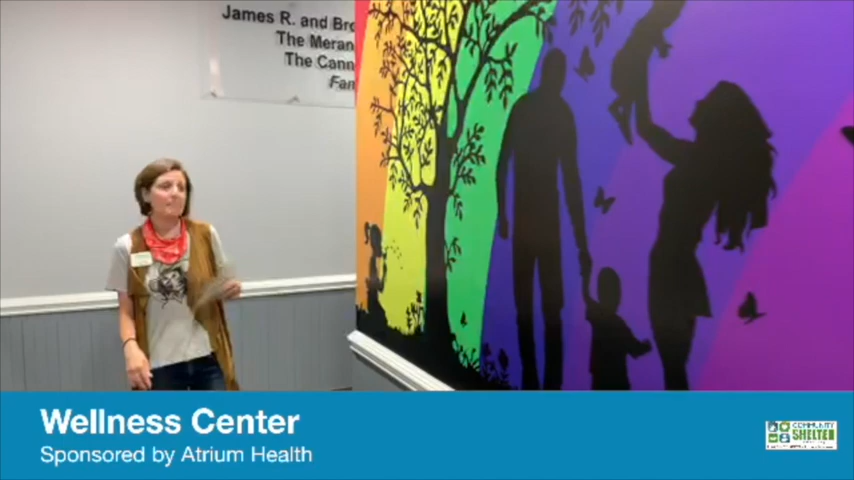 James R. and Bro
The Meran
The Cann
Fam
Wellness Center
Sponsored by Atrium Health
COMMUNITY
SHELTER